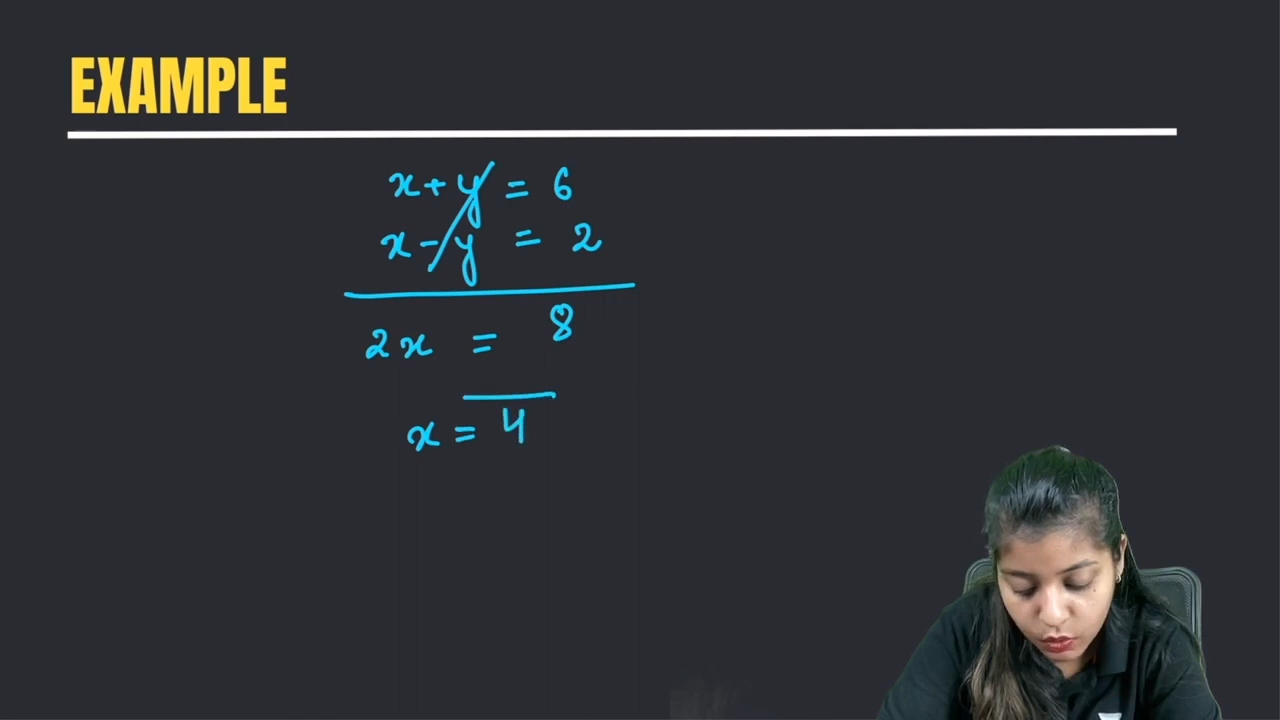 EXAMPLE
x + y = 6
x - y = 2
2x = 8
x = 4